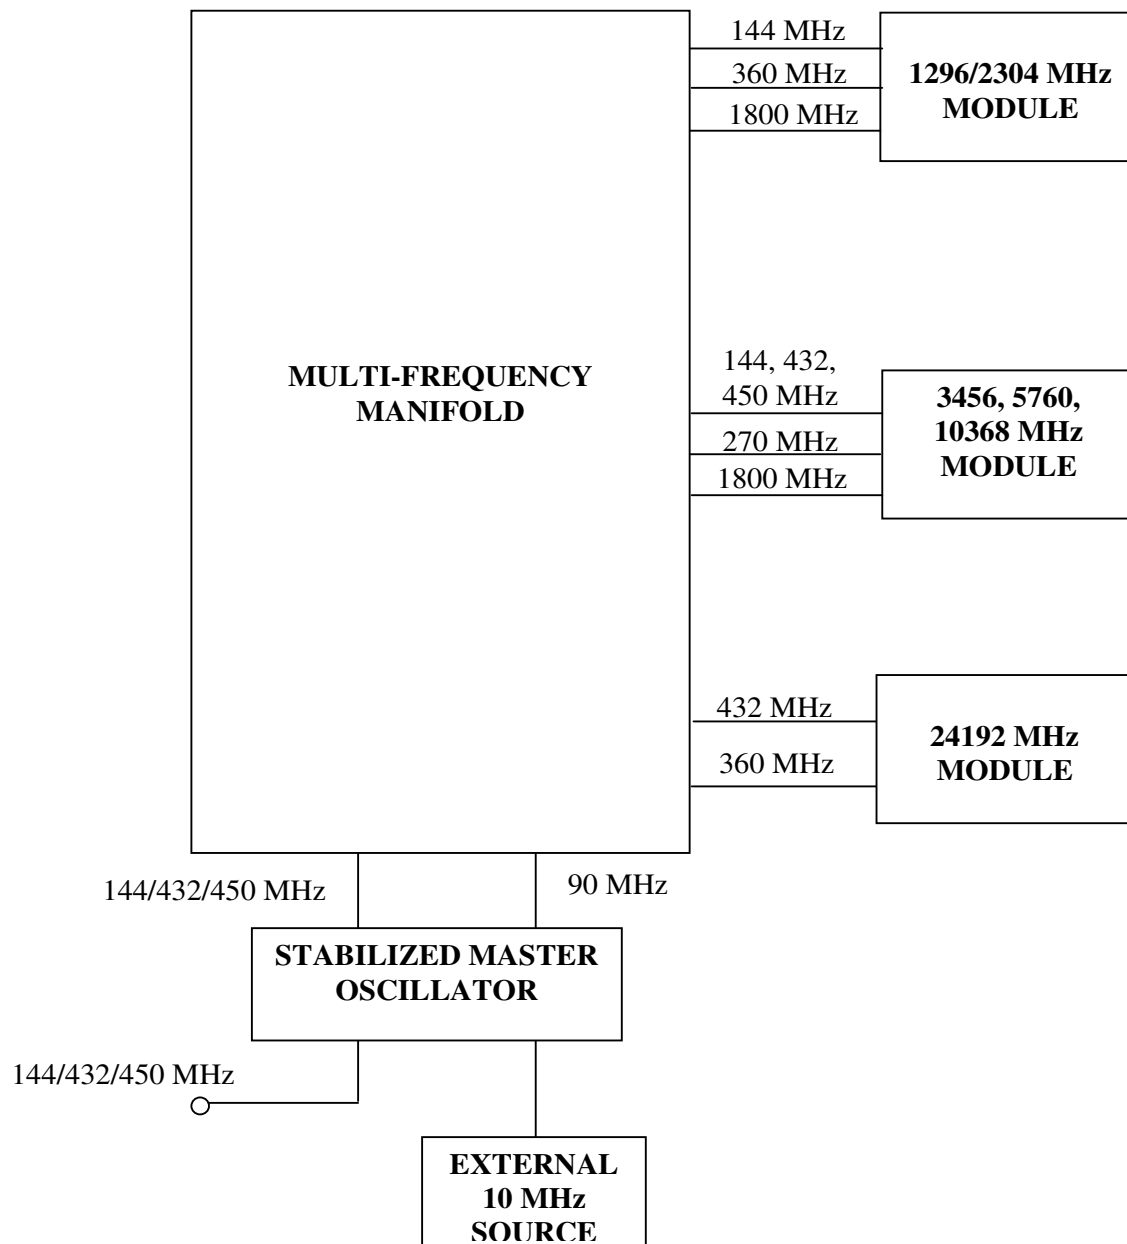 144 MHz
360 MHz
1800 MHz
1296/2304 MHz
MODULE
MULTI-FREQUENCY
MANIFOLD
144, 432,
450 MHz
270 MHz
1800 MHz
3456, 5760,
10368 MHz
MODULE
432 MHz
360 MHz
24192 MHz
MODULE
144/432/450 MHz
90 MHz
STABILIZED MASTER
OSCILLATOR
144/432/450 MHz
EXTERNAL
10 MHz
SOURCE